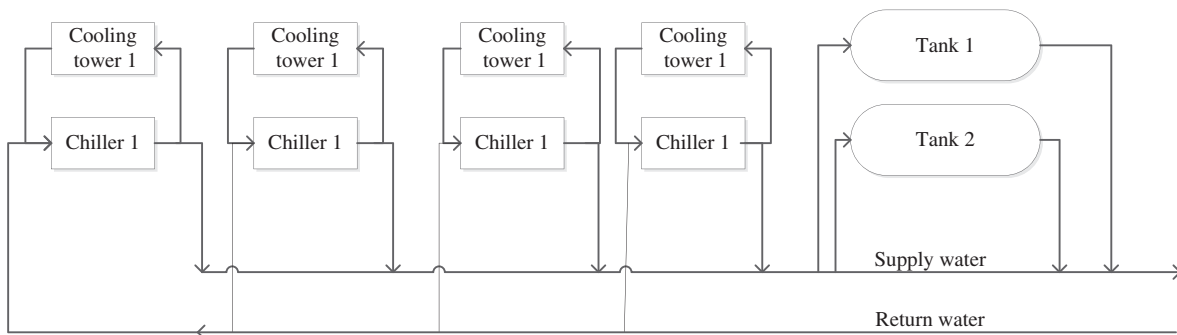 Cooling
tower 1
Cooling
tower 1
Cooling
tower 1
Cooling
tower 1
Tank 1
Chiller 1
Chiller 1
Chiller 1
Chiller 1
Tank 2
Supply water
Return water